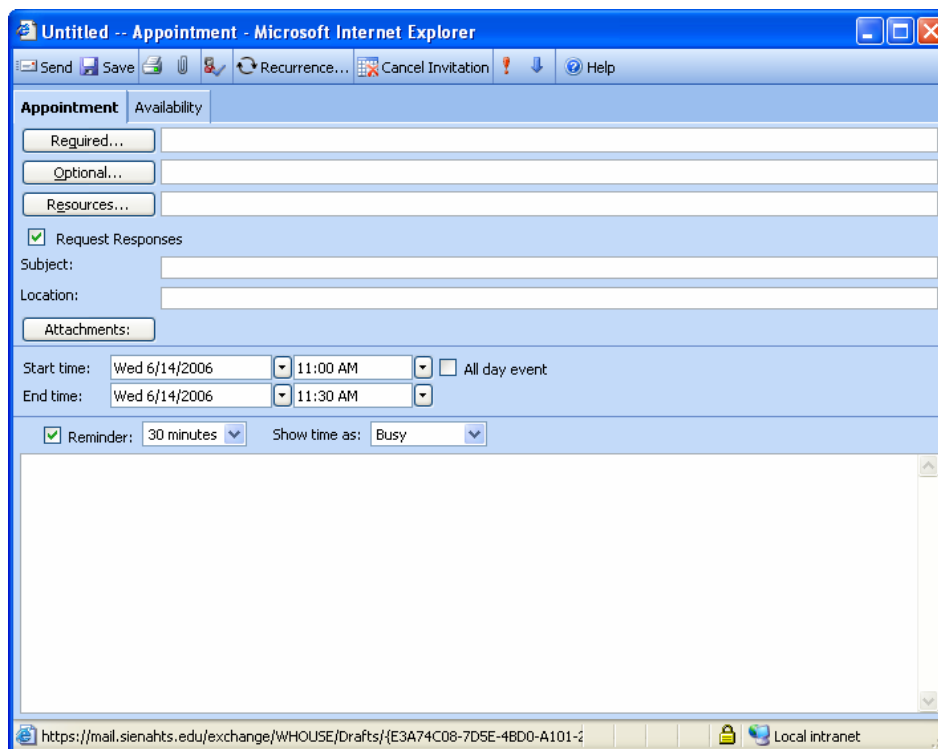 Untitled -- Appointment - Microsoft Internet Explorer
Send Save Recurrence... Cancel Invitation Help
Appointment Availability
Required...
Optional...
Resources...
Request Responses
Subject:
Location:
Attachments:
Start time: Wed 6/14/2006 11:00 AM All day event
End time: Wed 6/14/2006 11:30 AM
Reminder: 30 minutes Show time as: Busy
https://mail.sienahts.edu/exchange/WHOUSE/Drafts/{E3A74C08-7D5E-4BD0-A101-2 Local intranet